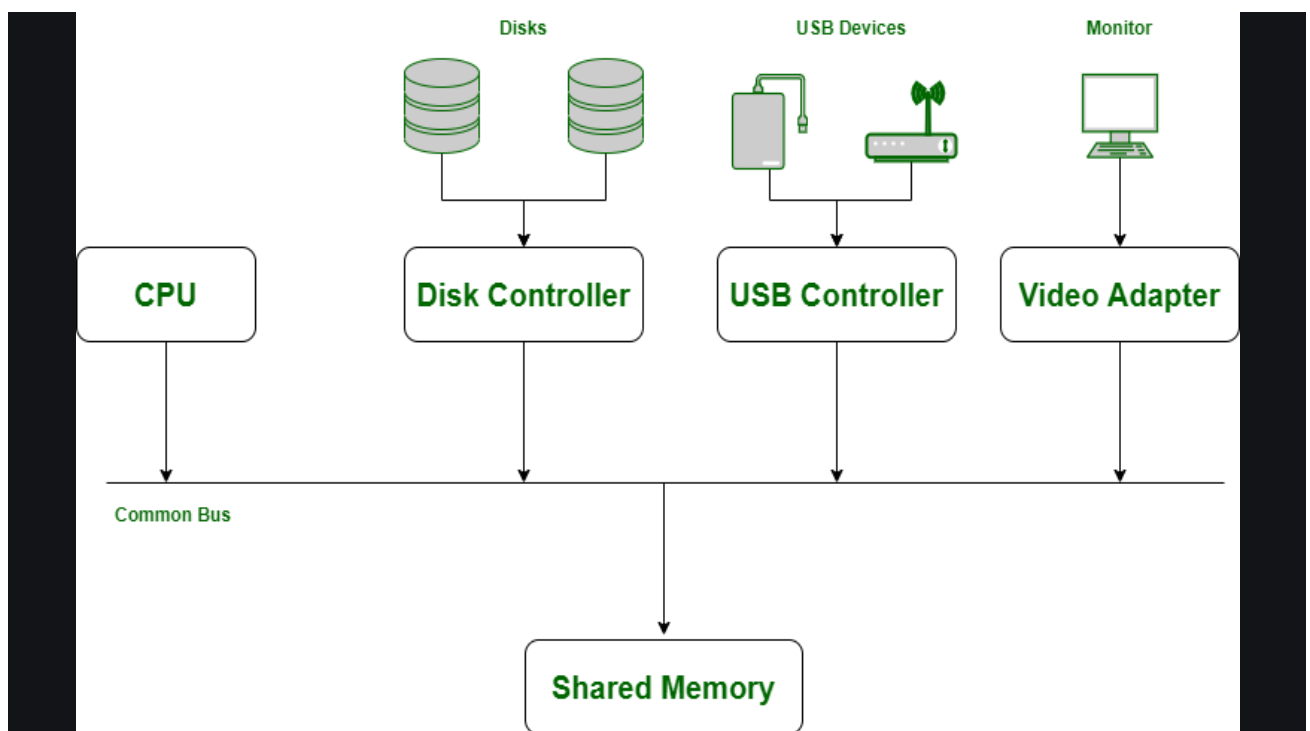 Disks
USB Devices
Monitor
CPU
Disk Controller
USB Controller
Video Adapter
Common Bus
Shared Memory